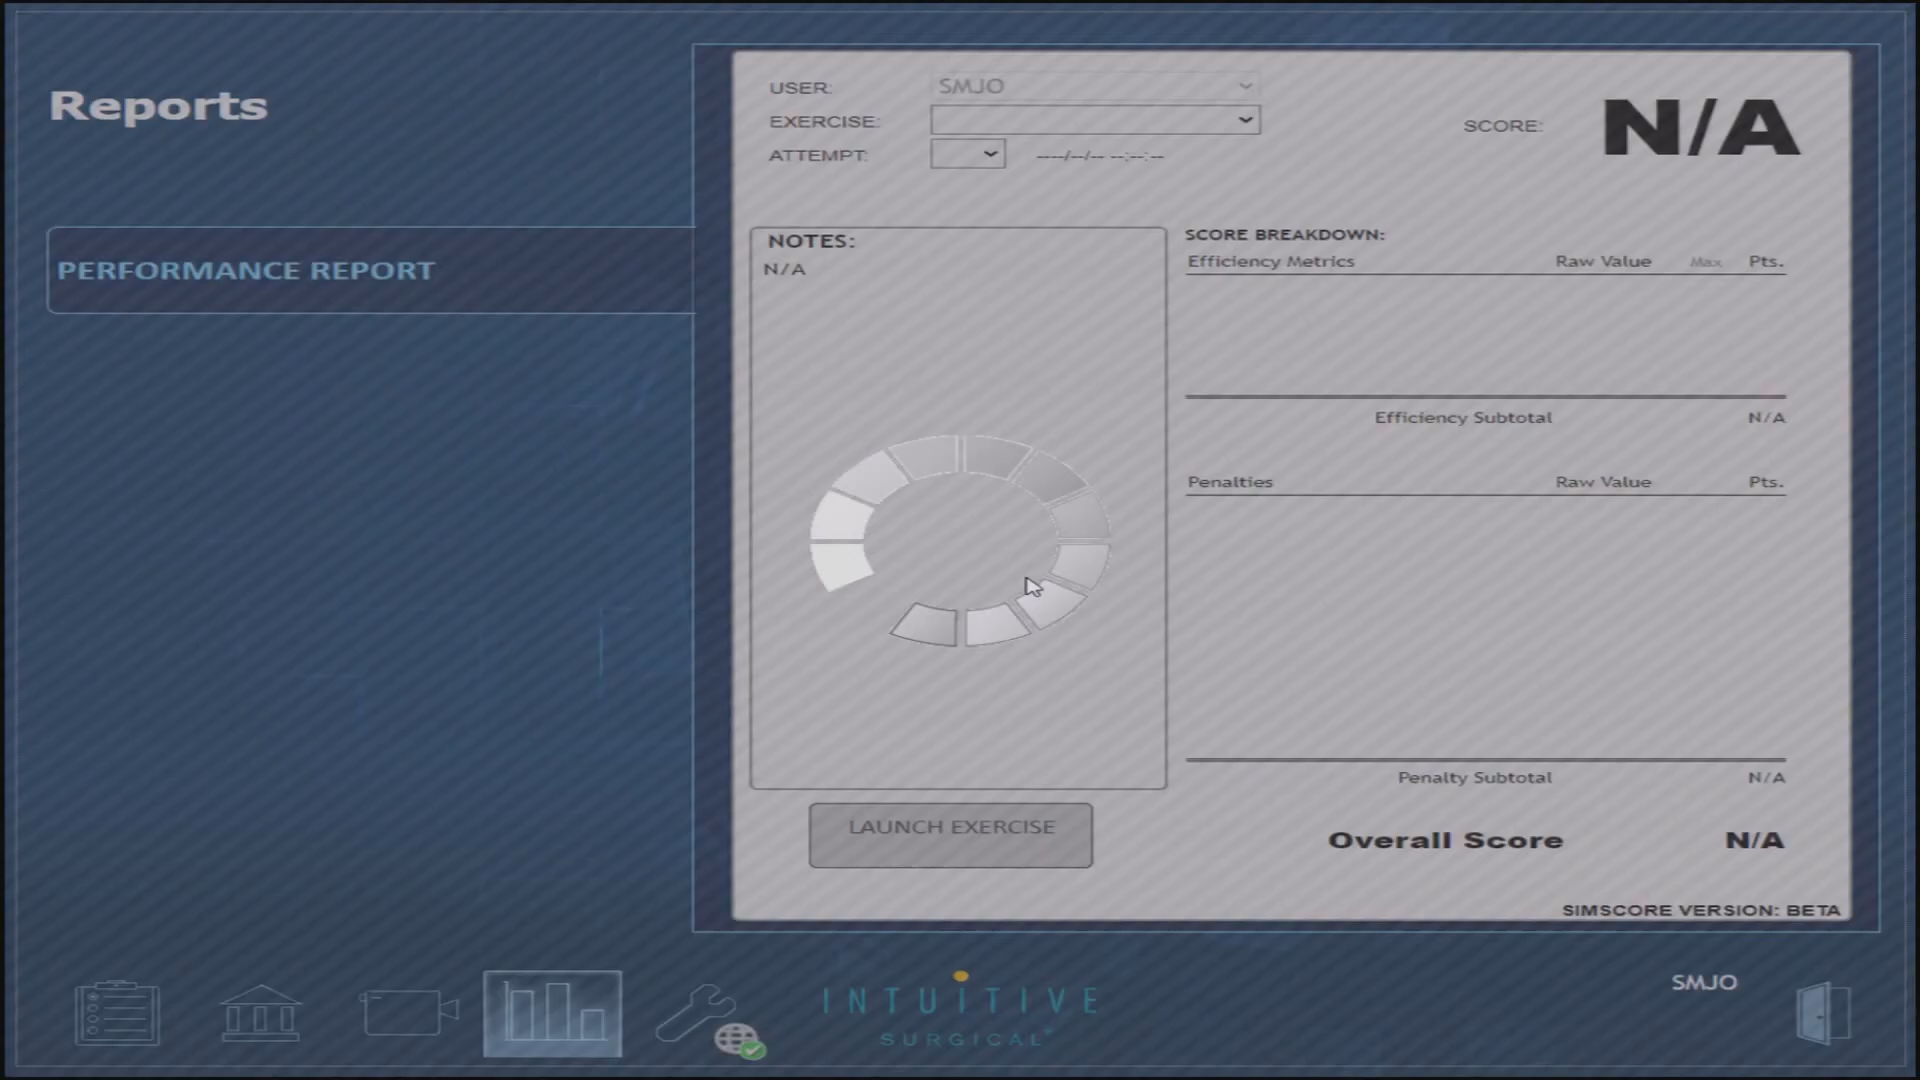 Reports
PERFORMANCE REPORT
USER: SMJO
EXERCISE:
ATTEMPT: ----/--/-- --:--:--
SCORE: N/A
NOTES:
N/A
SCORE BREAKDOWN:
Efficiency Metrics Raw Value Max. Pts.
Efficiency Subtotal N/A
Penalties Raw Value Pts.
Penalty Subtotal N/A
LAUNCH EXERCISE
Overall Score N/A
SIMSCORE VERSION: BETA
INTUITIVE
SURGICAL®
SMJO